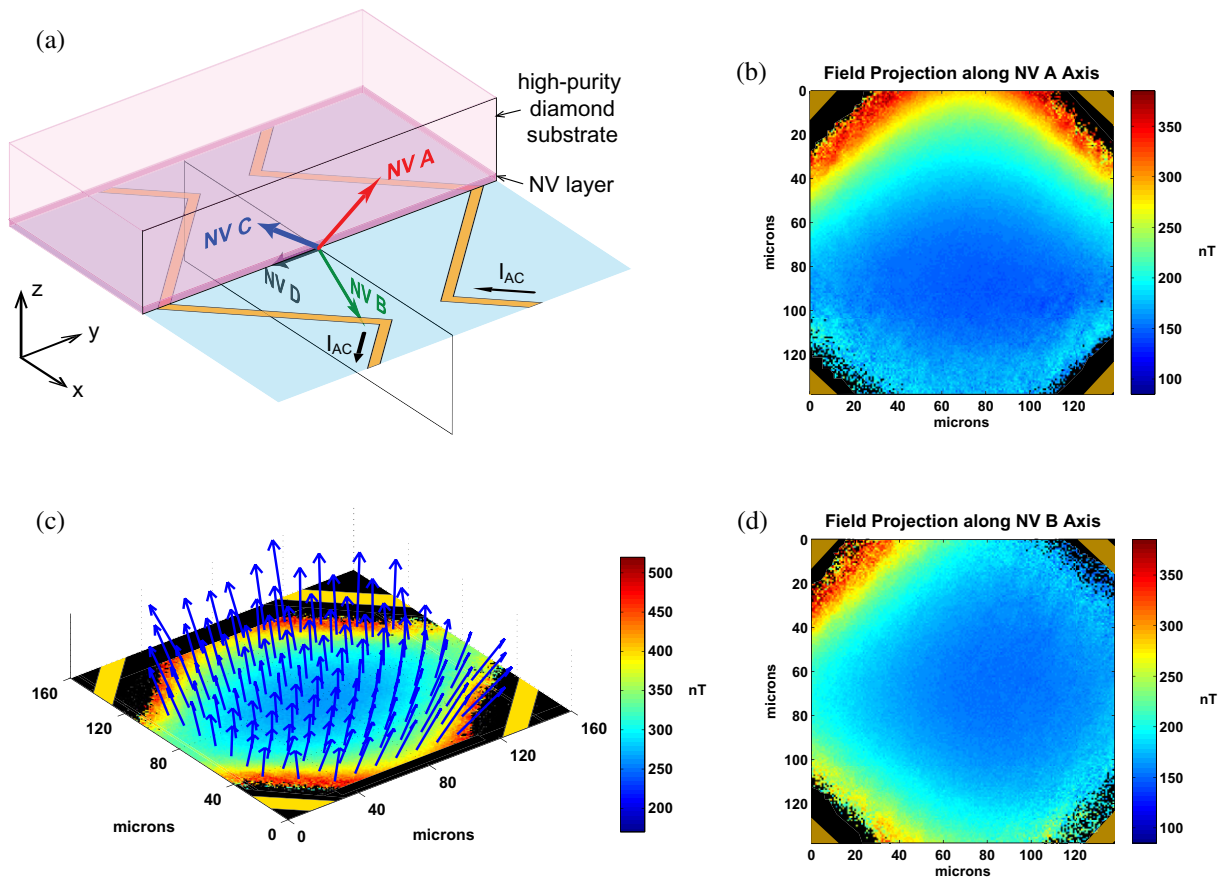 (a)
high-purity
diamond
substrate
NV layer
NV A
NV C
NV D
NV B
I_AC
I_AC
z
y
x
(b)
Field Projection along NV A Axis
0
20
40
60
80
100
120
microns
0
20
40
60
80
100
120
microns
350
300
250
200
150
100
nT
(c)
160
120
80
40
0
microns
0
40
80
120
160
microns
500
450
400
350
300
250
200
nT
(d)
Field Projection along NV B Axis
0
20
40
60
80
100
120
microns
0
20
40
60
80
100
120
microns
350
300
250
200
150
100
nT